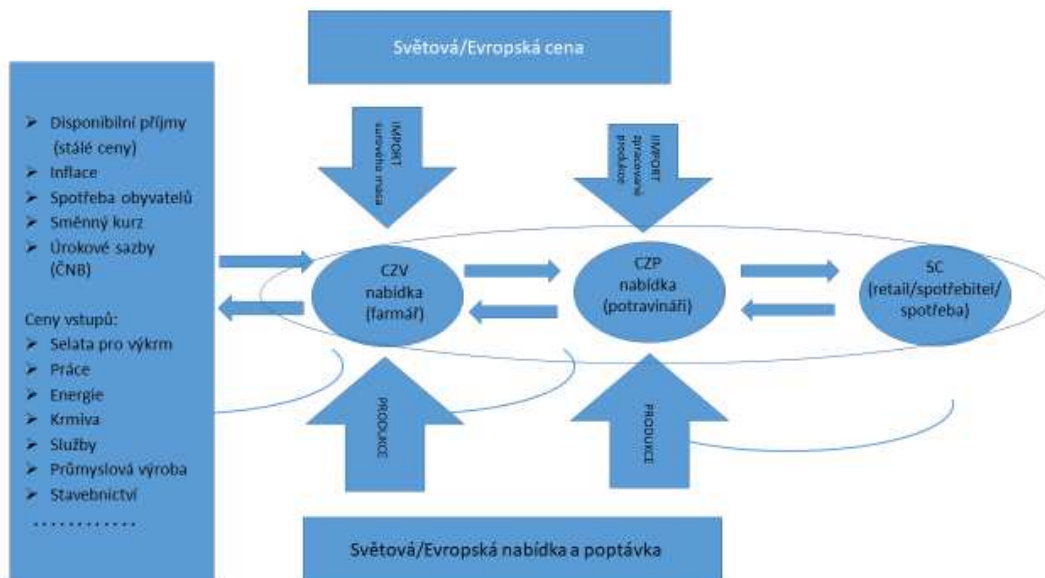 Světová/Evropská cena
➤ Disponibilní příjmy
(stálé ceny)
➤ Inflace
➤ Spotřeba obyvatelů
➤ Směnný kurz
➤ Úrokové sazby
(ČNB)
Ceny vstupů:
➤ Selata pro výkrm
➤ Práce
➤ Energie
➤ Krmiva
➤ Služby
➤ Průmyslová výroba
➤ Stavebnictví
............
IMPORT
surového masa
IIMPORT
zpracované
produkce
CZV
nabídka
(farmář)
CZP
nabídka
(potravináři)
SC
(retail/spotřebitel/
spotřeba)
PRODUKCE
PRODUKCE
Světová/Evropská nabídka a poptávka